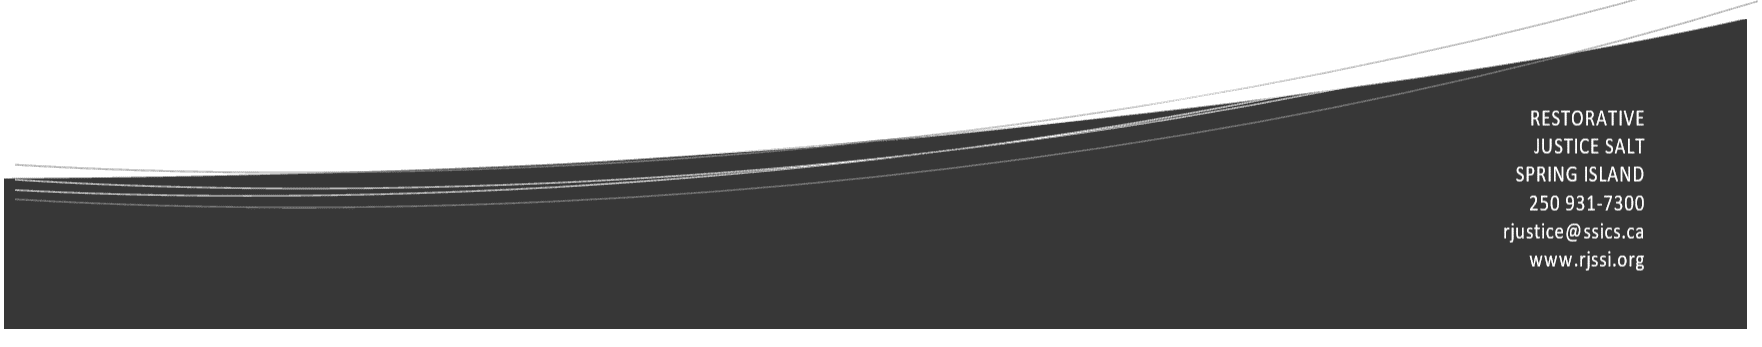 RESTORATIVE
JUSTICE SALT
SPRING ISLAND
250 931-7300
rjustice@ssics.ca
www.rjssi.org